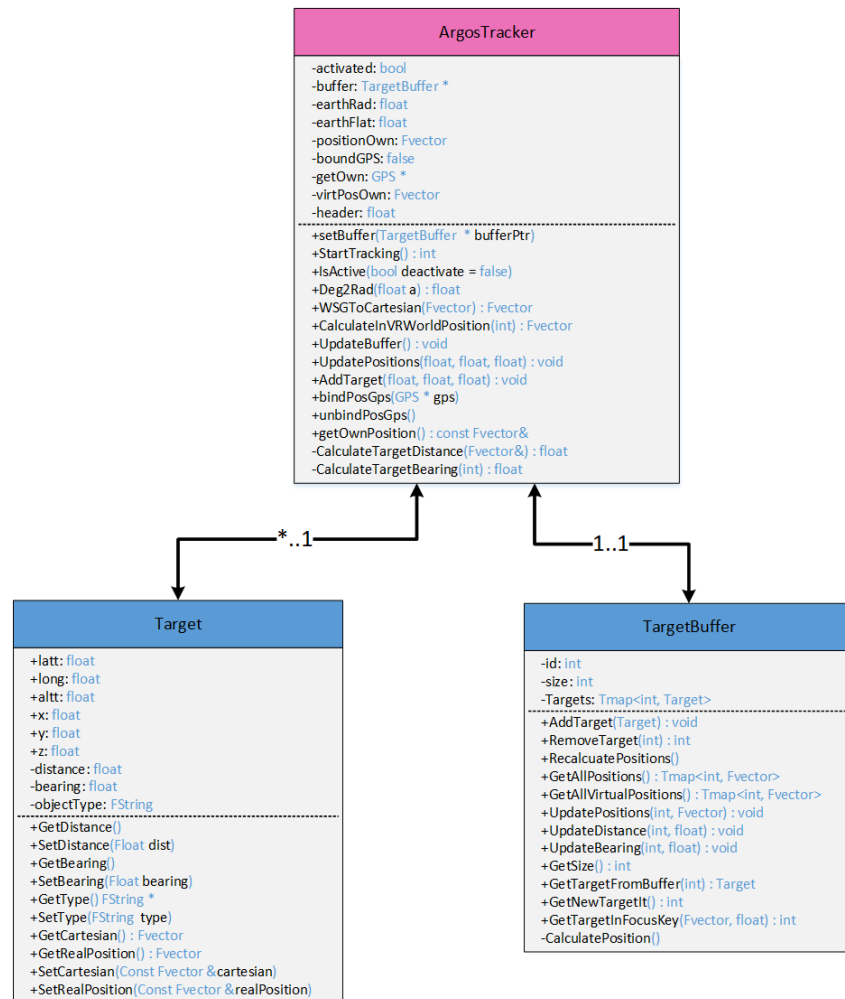 ArgosTracker
-activated: bool
-buffer: TargetBuffer *
-earthRad: float
-earthFlat: float
-positionOwn: Fvector
-boundGPS: false
-getOwn: GPS *
-virtPosOwn: Fvector
-header: float
+setBuffer(TargetBuffer * bufferPtr)
+StartTracking() : int
+IsActive(bool deactivate = false)
+Deg2Rad(float a) : float
+WSGToCartesian(Fvector) : Fvector
+CalculateInVRWorldPosition(int) : Fvector
+UpdateBuffer() : void
+UpdatePositions(float, float, float) : void
+AddTarget(float, float, float) : void
+bindPosGps(GPS * gps)
+unbindPosGps()
+getOwnPosition() : const Fvector&
-CalculateTargetDistance(Fvector&) : float
-CalculateTargetBearing(int) : float
*..1
1..1
Target
+latt: float
+long: float
+altt: float
+x: float
+y: float
+z: float
-distance: float
-bearing: float
-objectType: FString
+GetDistance()
+SetDistance(Float dist)
+GetBearing()
+SetBearing(Float bearing)
+GetType() FString *
+SetType(FString type)
+GetCartesian() : Fvector
+GetRealPosition() : Fvector
+SetCartesian(Const Fvector &cartesian)
+SetRealPosition(Const Fvector &realPosition)
TargetBuffer
-id: int
-size: int
-Targets: Tmap<int, Target>
+AddTarget(Target) : void
+RemoveTarget(int) : int
+RecalcuatePositions()
+GetAllPositions() : Tmap<int, Fvector>
+GetAllVirtualPositions() : Tmap<int, Fvector>
+UpdatePositions(int, Fvector) : void
+UpdateDistance(int, float) : void
+UpdateBearing(int, float) : void
+GetSize() : int
+GetTargetFromBuffer(int) : Target
+GetNewTargetIt() : int
+GetTargetInFocusKey(Fvector, float) : int
-CalculatePosition()